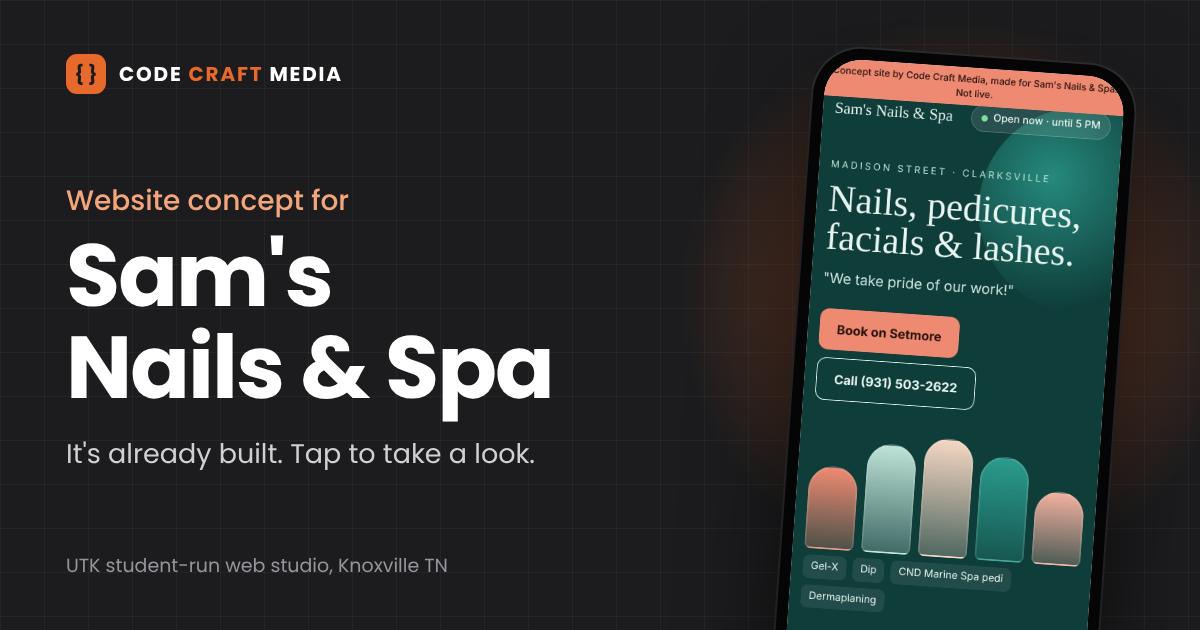 { } CODE CRAFT MEDIA
Website concept for
Sam's
Nails & Spa
It's already built. Tap to take a look.
UTK student-run web studio, Knoxville TN
Concept site by Code Craft Media, made for Sam's Nails & Spa.
Not live.
Sam's Nails & Spa
Open now · until 5 PM
MADISON STREET · CLARKSVILLE
Nails, pedicures,
facials & lashes.
"We take pride of our work!"
Book on Setmore
Call (931) 503-2622
Gel-X
Dip
CND Marine Spa pedi
Dermaplaning